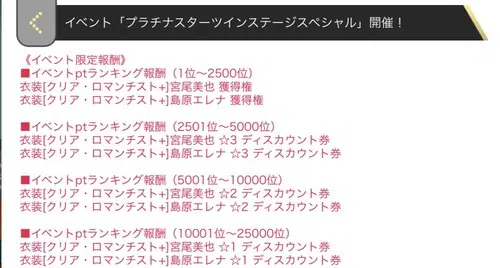 イベント「プラチナスターツインステージスペシャル」開催！
《イベント限定報酬》
■イベントptランキング報酬（1位～2500位）
衣装[クリア・ロマンチスト+]宮尾美也 獲得権
衣装[クリア・ロマンチスト+]島原エレナ 獲得権
■イベントptランキング報酬（2501位～5000位）
衣装[クリア・ロマンチスト+]宮尾美也 ☆3 ディスカウント券
衣装[クリア・ロマンチスト+]島原エレナ ☆3 ディスカウント券
■イベントptランキング報酬（5001位～10000位）
衣装[クリア・ロマンチスト+]宮尾美也 ☆2 ディスカウント券
衣装[クリア・ロマンチスト+]島原エレナ ☆2 ディスカウント券
■イベントptランキング報酬（10001位～25000位）
衣装[クリア・ロマンチスト+]宮尾美也 ☆1 ディスカウント券
衣装[クリア・ロマンチスト+]島原エレナ ☆1 ディスカウント券